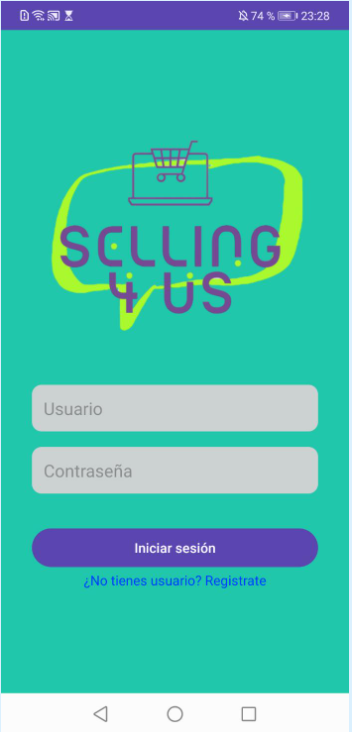 74 % 23:28
SELLING
4 US
Usuario
Contraseña
Iniciar sesión
¿No tienes usuario? Registrate